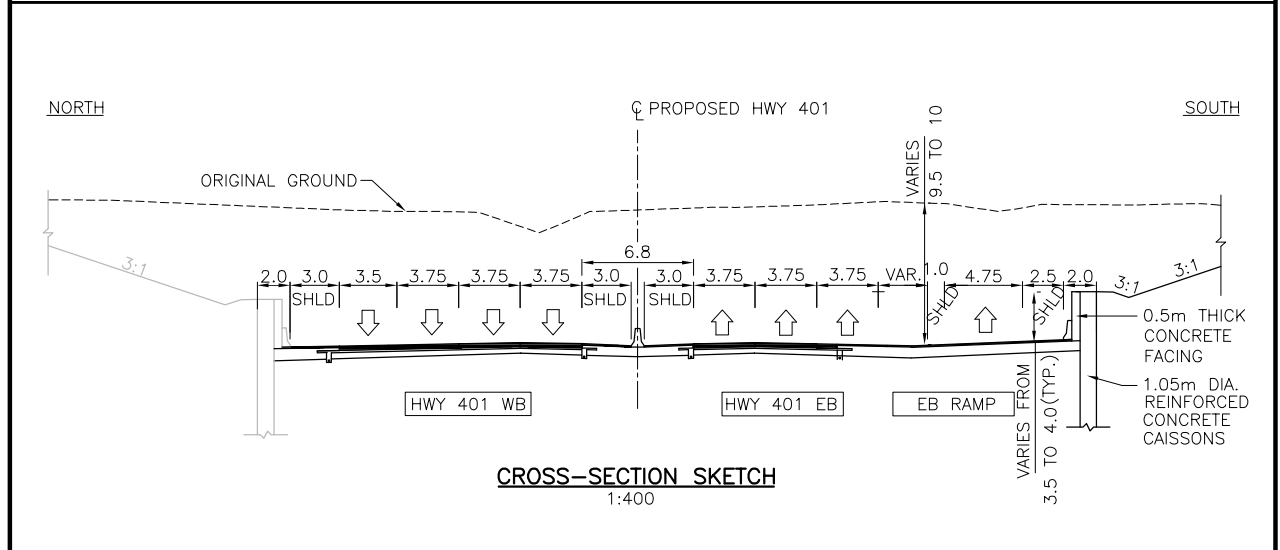 NORTH
℄ PROPOSED HWY 401
SOUTH
ORIGINAL GROUND
VARIES
9.5 TO 10
6.8
3:1
2.0 3.0 3.5 3.75 3.75 3.75 3.0 3.0 3.75 3.75 3.75 VAR. 1.0 4.75 2.5 2.0
SHLD SHLD SHLD SHLD SHLD
3:1 3:1
0.5m THICK
CONCRETE
FACING
VARIES FROM
3.5 TO 4.0(TYP.)
1.05m DIA.
REINFORCED
CONCRETE
CAISSONS
HWY 401 WB
HWY 401 EB
EB RAMP
CROSS-SECTION SKETCH
1:400